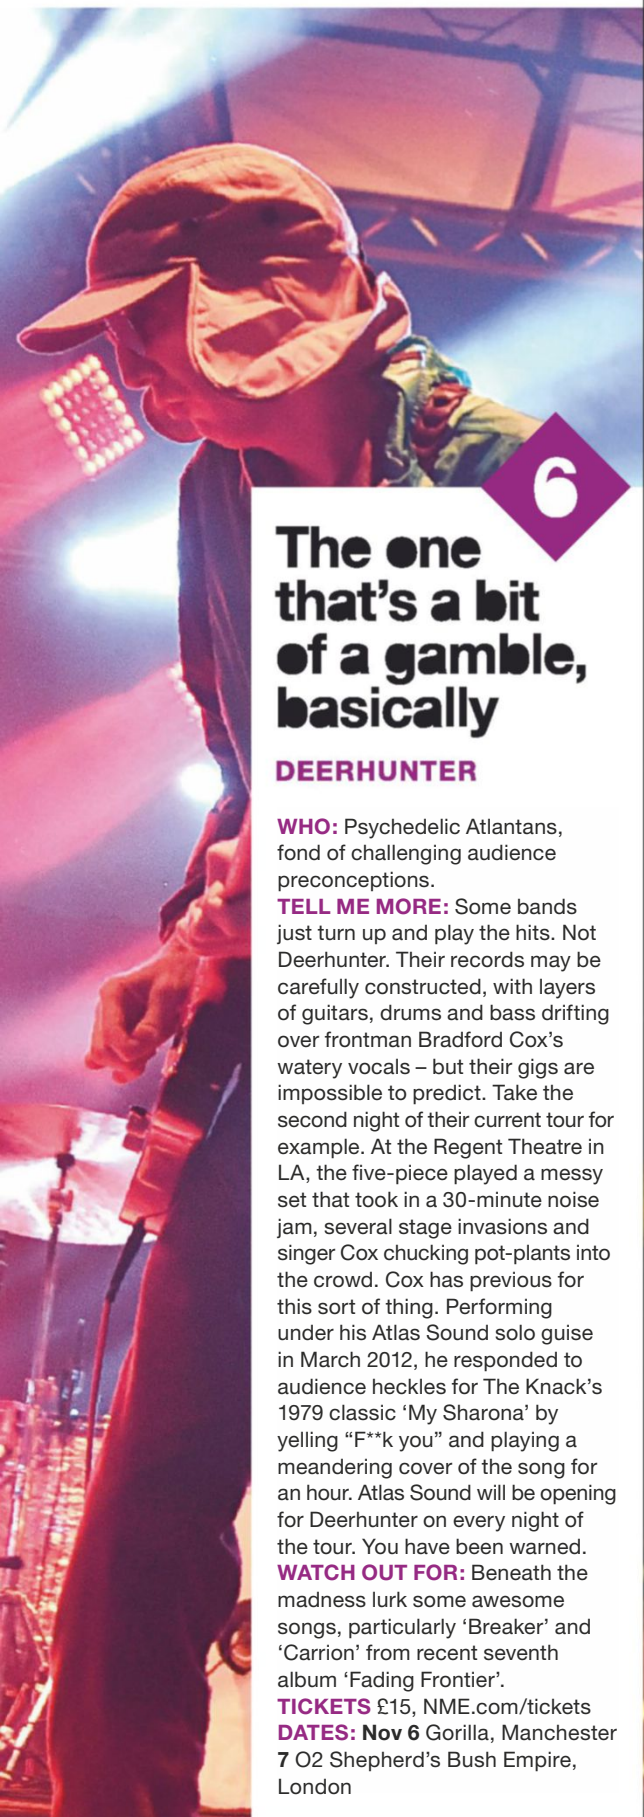 6
The one
that's a bit
of a gamble,
basically
DEERHUNTER
WHO: Psychedelic Atlantans,
fond of challenging audience
preconceptions.
TELL ME MORE: Some bands
just turn up and play the hits. Not
Deerhunter. Their records may be
carefully constructed, with layers
of guitars, drums and bass drifting
over frontman Bradford Cox's
watery vocals – but their gigs are
impossible to predict. Take the
second night of their current tour for
example. At the Regent Theatre in
LA, the five-piece played a messy
set that took in a 30-minute noise
jam, several stage invasions and
singer Cox chucking pot-plants into
the crowd. Cox has previous for
this sort of thing. Performing
under his Atlas Sound solo guise
in March 2012, he responded to
audience heckles for The Knack's
1979 classic ‘My Sharona’ by
yelling “F**k you” and playing a
meandering cover of the song for
an hour. Atlas Sound will be opening
for Deerhunter on every night of
the tour. You have been warned.
WATCH OUT FOR: Beneath the
madness lurk some awesome
songs, particularly ‘Breaker’ and
‘Carrion’ from recent seventh
album ‘Fading Frontier’.
TICKETS £15, NME.com/tickets
DATES: Nov 6 Gorilla, Manchester
7 O2 Shepherd's Bush Empire,
London